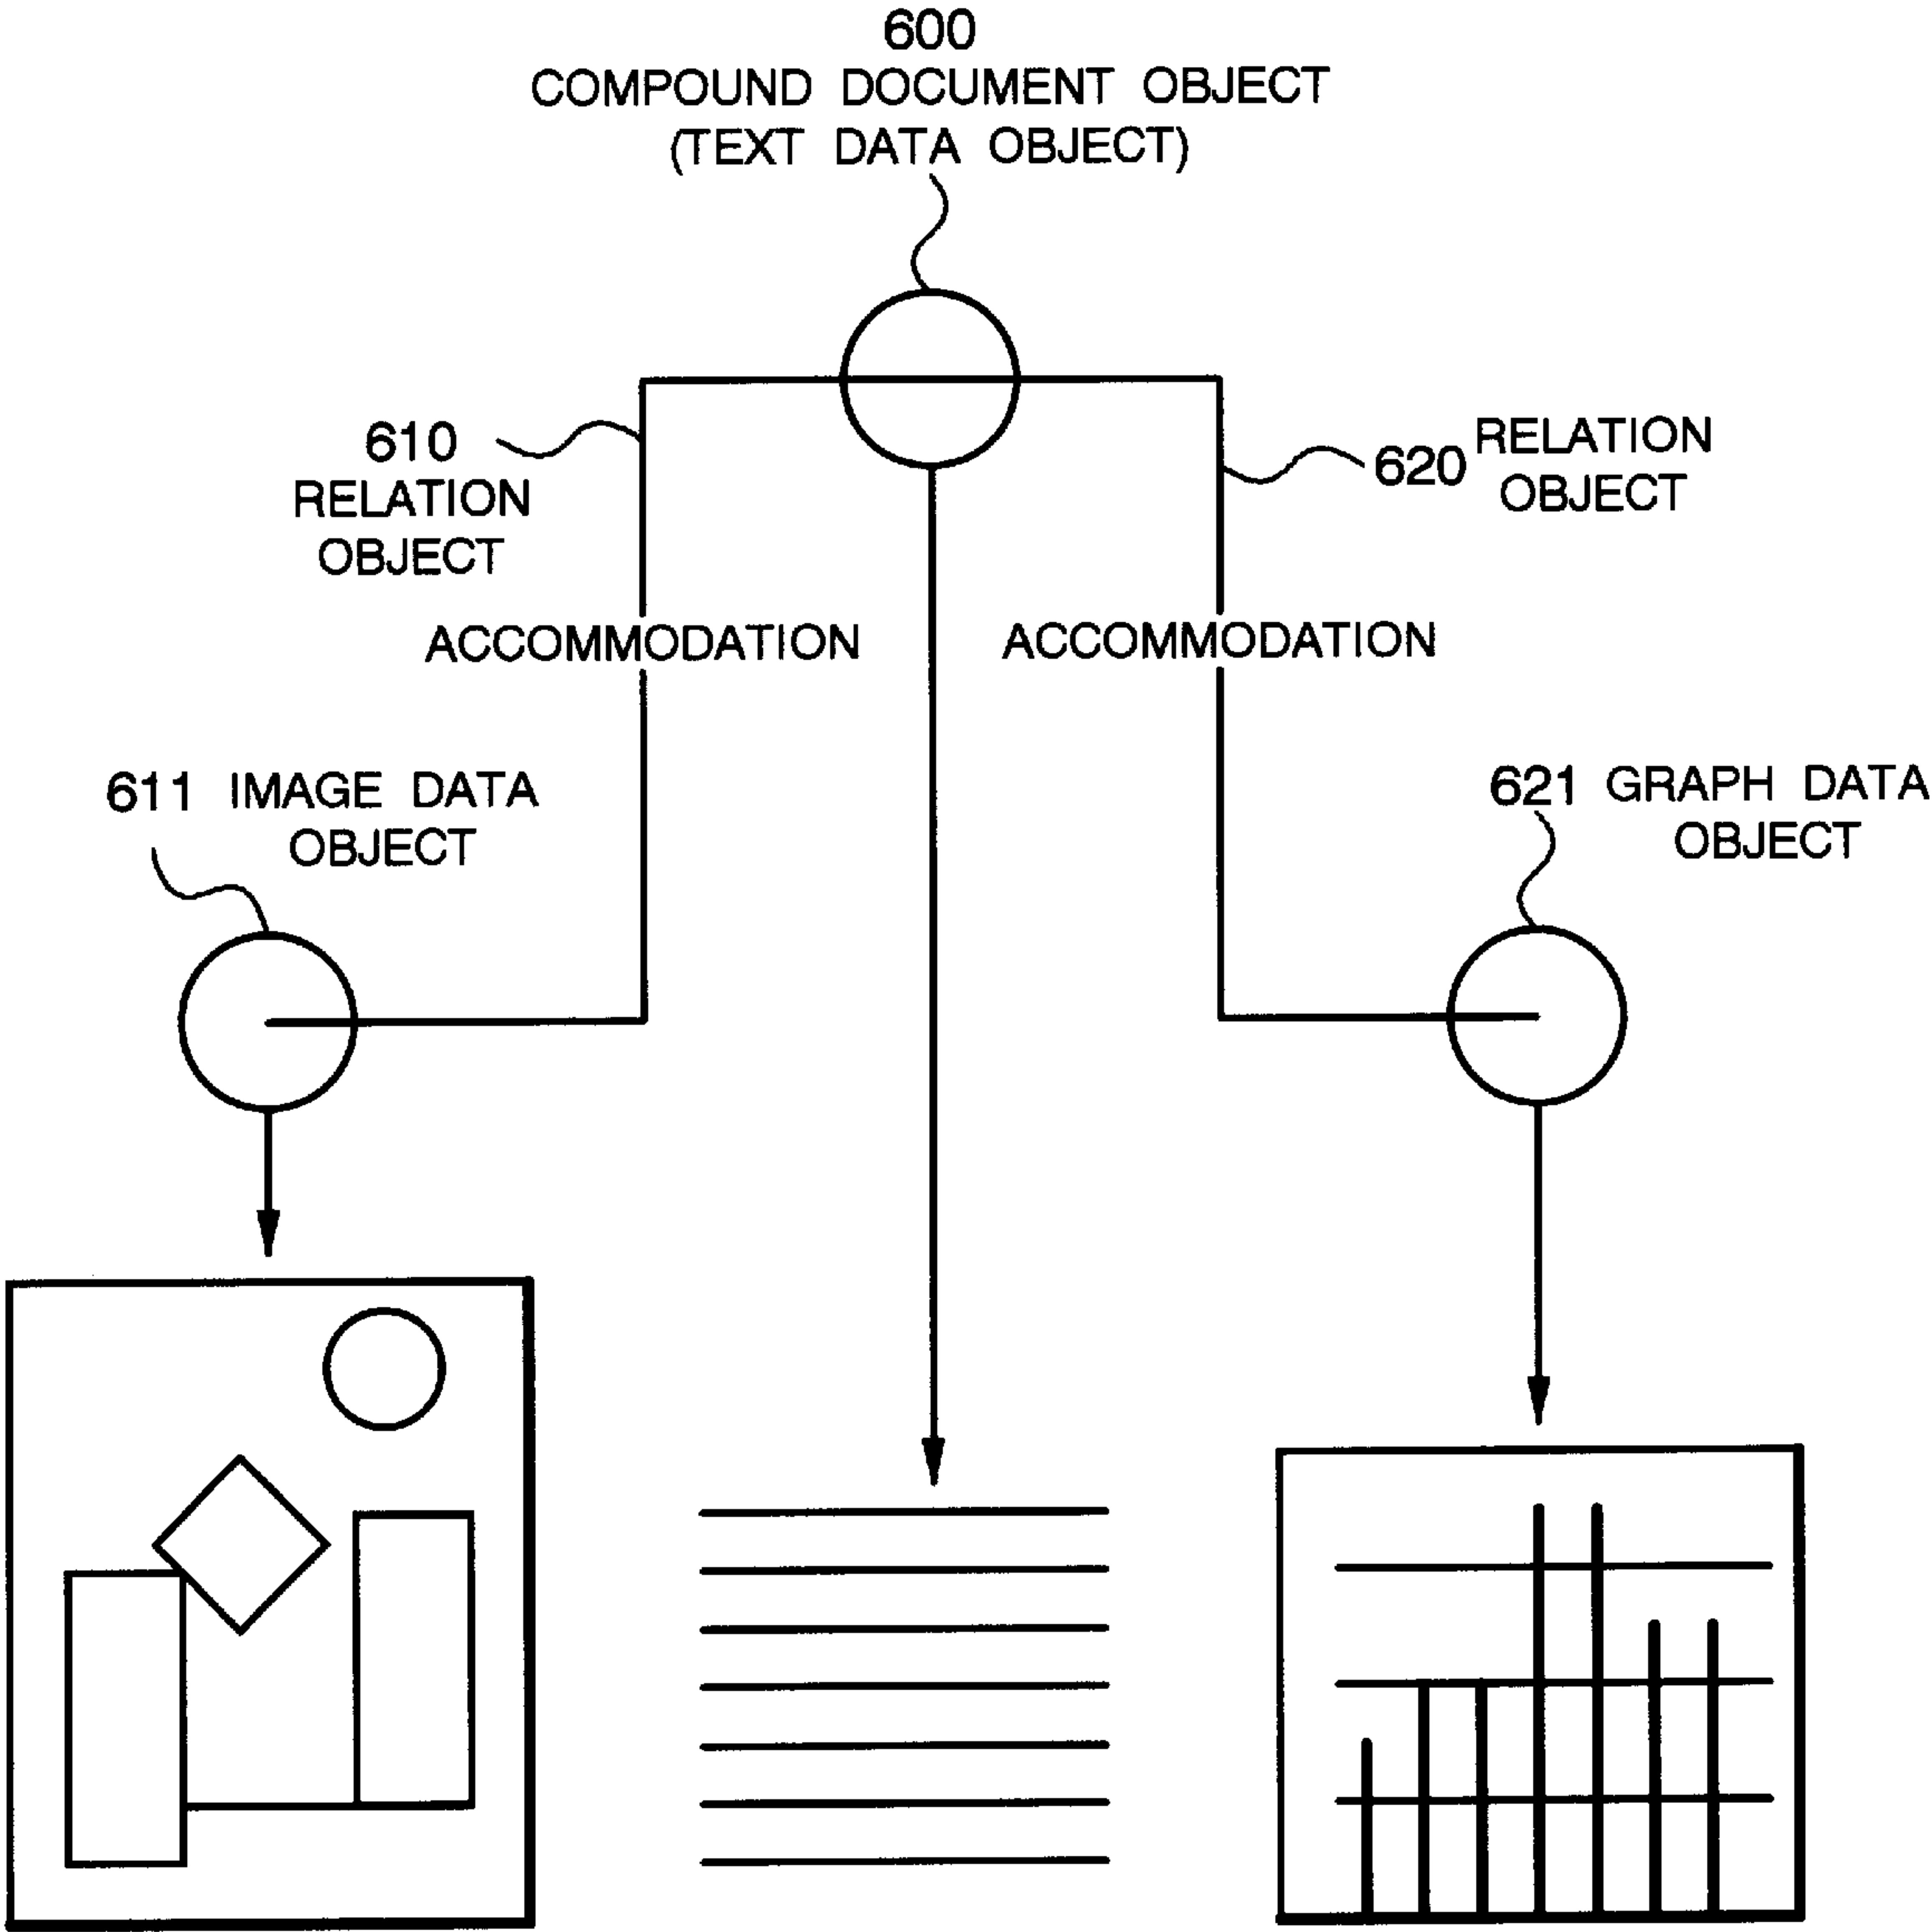 600
COMPOUND DOCUMENT OBJECT
(TEXT DATA OBJECT)
610
RELATION
OBJECT
620 RELATION
OBJECT
ACCOMMODATION
ACCOMMODATION
611 IMAGE DATA
OBJECT
621 GRAPH DATA
OBJECT